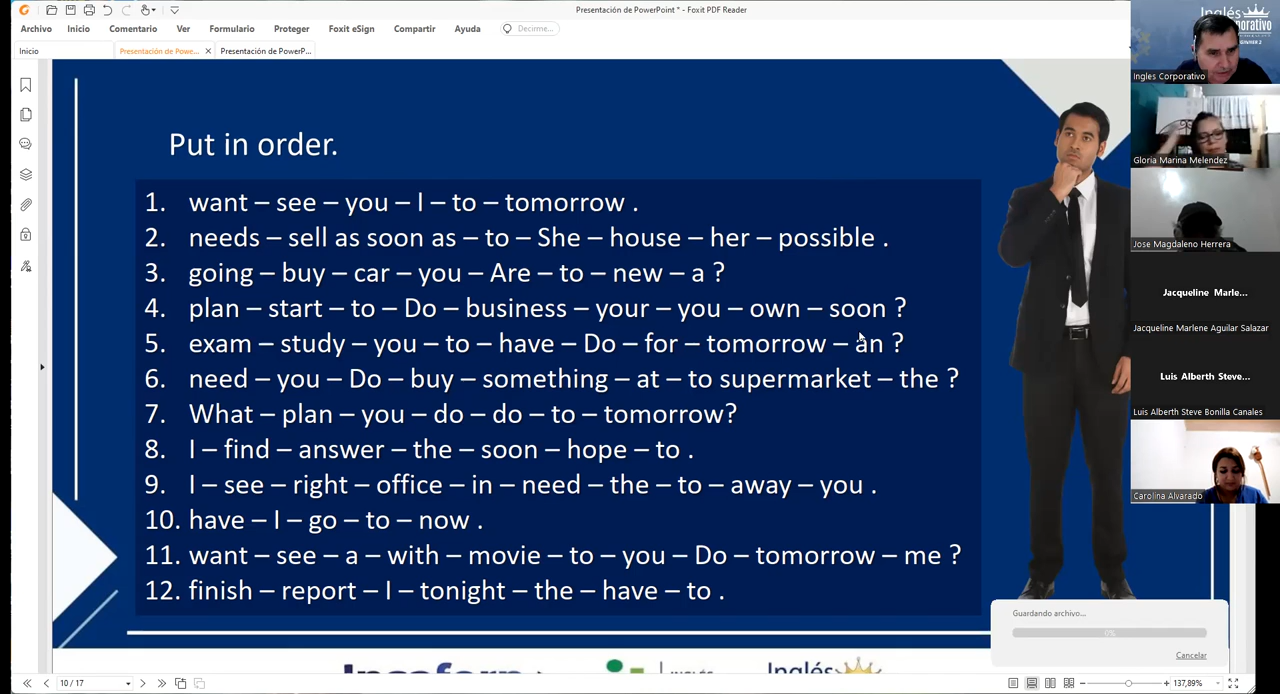 Presentación de PowerPoint * - Foxit PDF Reader
Archivo Inicio Comentario Ver Formulario Proteger Foxit eSign Compartir Ayuda Decirme...
Inicio Presentación de Powe... Presentación de PowerP...
Put in order.
1. want – see – you – I – to – tomorrow .
2. needs – sell as soon as – to – She – house – her – possible .
3. going – buy – car – you – Are – to – new – a ?
4. plan – start – to – Do – business – your – you – own – soon ?
5. exam – study – you – to – have – Do – for – tomorrow – an ?
6. need – you – Do – buy – something – at – to supermarket – the ?
7. What – plan – you – do – do – to – tomorrow?
8. I – find – answer – the – soon – hope – to .
9. I – see – right – office – in – need – the – to – away – you .
10. have – I – go – to – now .
11. want – see – a – with – movie – to – you – Do – tomorrow – me ?
12. finish – report – I – tonight – the – have – to .
Inglés
Ingles Corporativo
Gloria Marina Melendez
Jose Magdaleno Herrera
Jacqueline Marle...
Jacqueline Marlene Aguilar Salazar
Luis Alberth Steve...
Luis Alberth Steve Bonilla Canales
Carolina Alvarado
Guardando archivo...
0%
Cancelar
Inglés
10 / 17
137,89%